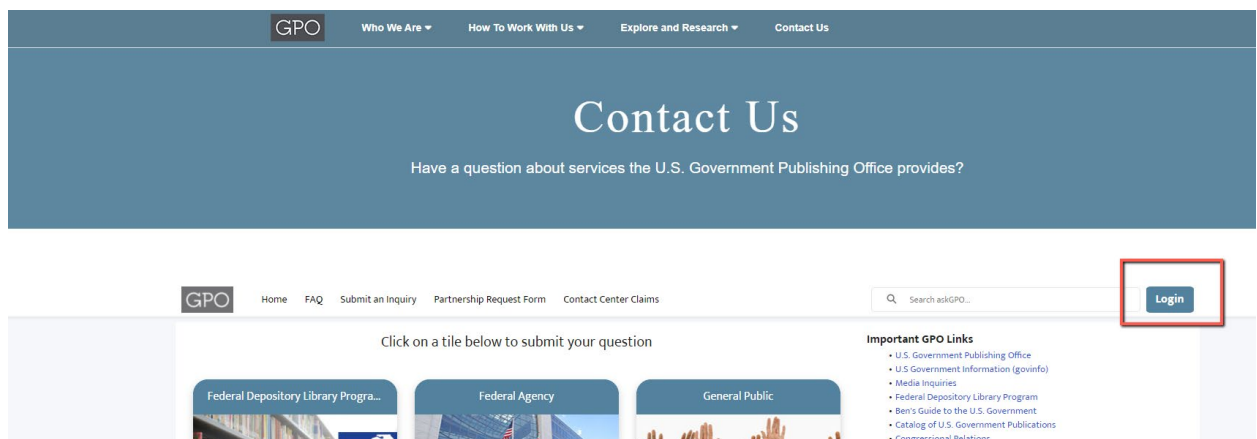 GPO Who We Are How To Work With Us Explore and Research Contact Us
Contact Us
Have a question about services the U.S. Government Publishing Office provides?
GPO Home FAQ Submit an Inquiry Partnership Request Form Contact Center Claims Search askGPO... Login
Click on a tile below to submit your question
Federal Depository Library Progra...
Federal Agency
General Public
Important GPO Links
• U.S. Government Publishing Office
• U.S Government Information (govinfo)
• Media Inquiries
• Federal Depository Library Program
• Ben's Guide to the U.S. Government
• Catalog of U.S. Government Publications
• Congressional Relations